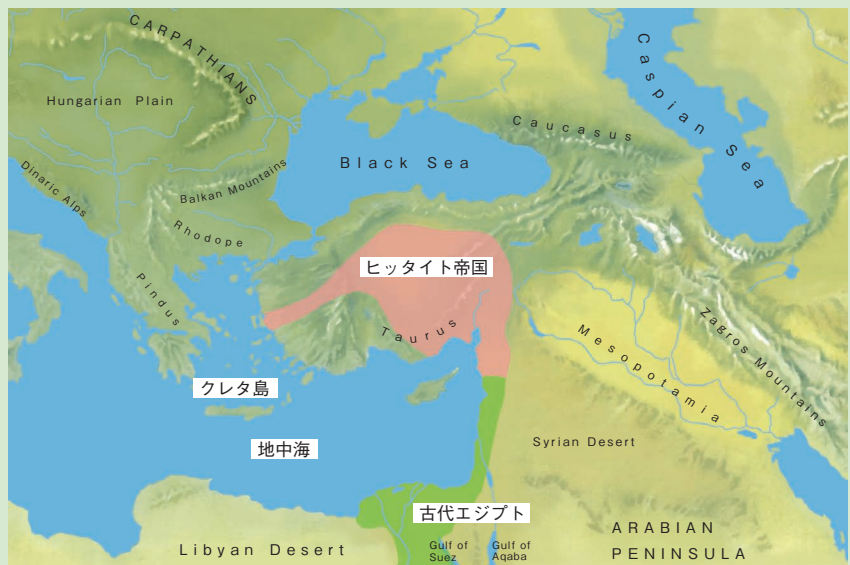 CARPATHIANS
Hungarian Plain
Caspian Sea
Caucasus
Black Sea
Dinaric Alps
Balkan Mountains
Rhodope
ヒッタイト帝国
Pindus
Taurus
Mesopotamia
Zagros Mountains
クレタ島
地中海
Syrian Desert
古代エジプト
Libyan Desert
Gulf of
Suez
Gulf of
Aqaba
ARABIAN
PENINSULA